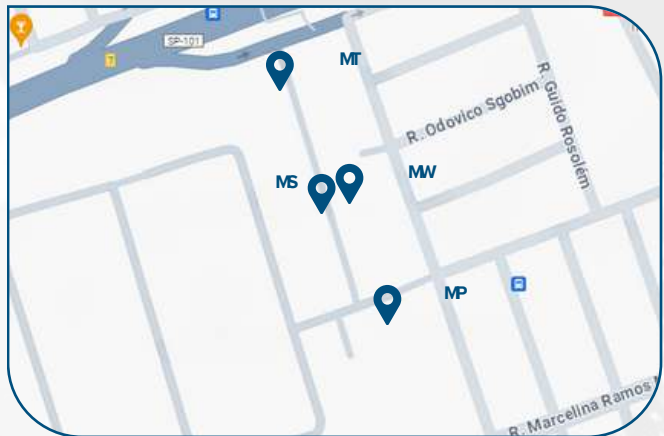 SP-101
MT
R. Odovico Sgobim
R. Guido Rosolém
MS
MW
MP
R. Marcelina Ramos